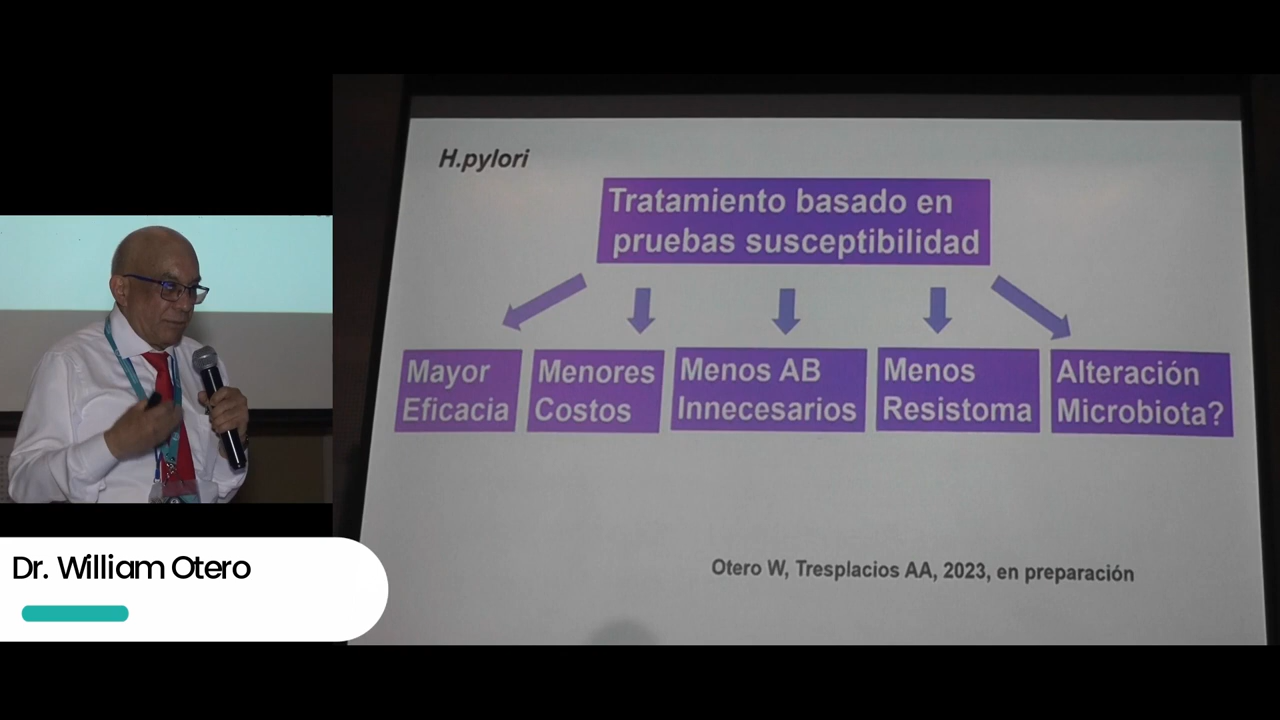 H.pylori
Tratamiento basado en
pruebas susceptibilidad
Mayor
Eficacia
Menores
Costos
Menos AB
Innecesarios
Menos
Resistoma
Alteración
Microbiota?
Otero W, Tresplacios AA, 2023, en preparación
Dr. William Otero